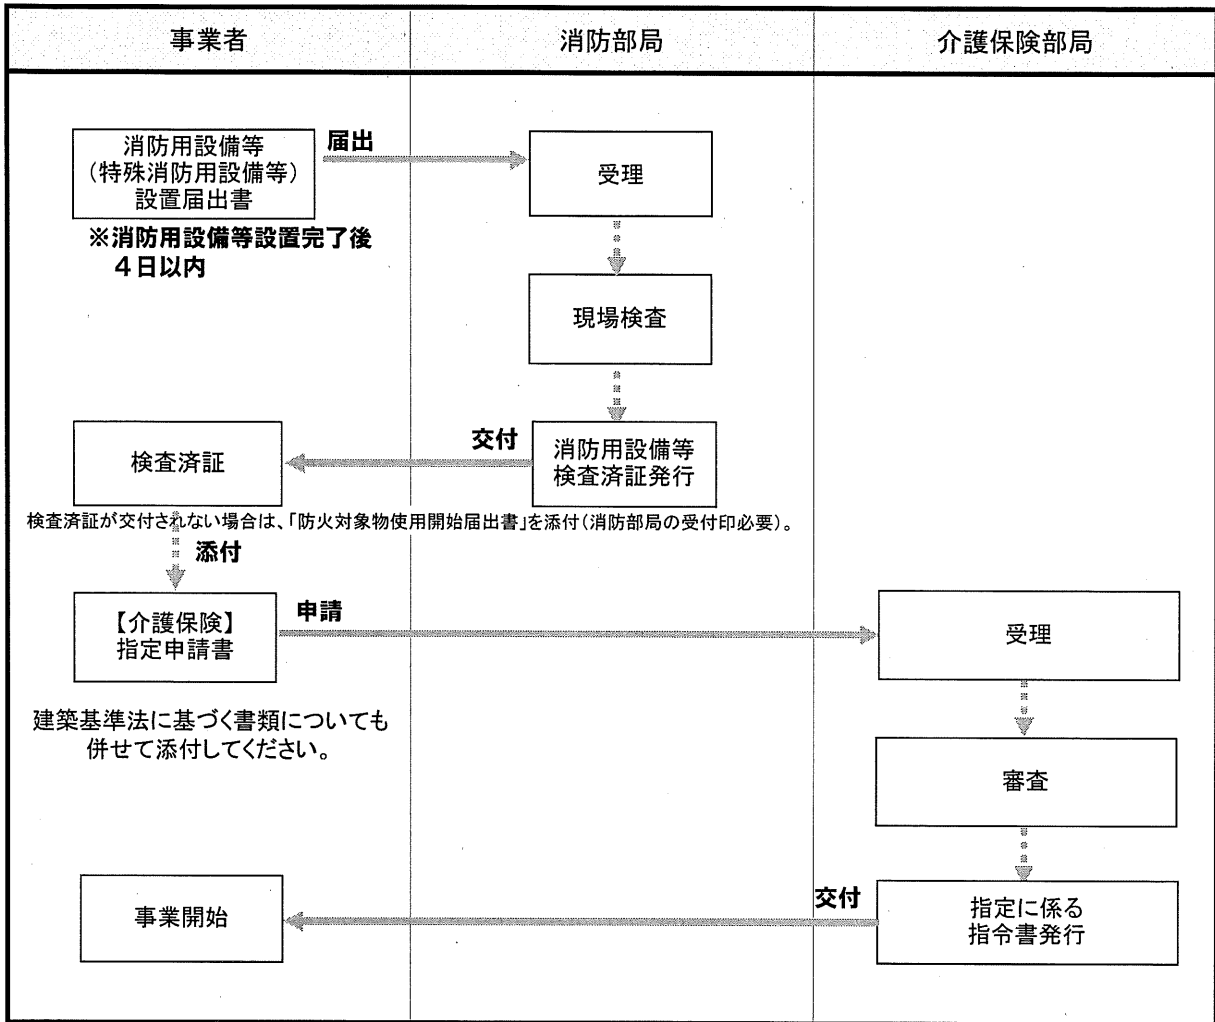 事業者
消防部局
介護保険部局
消防用設備等
(特殊消防用設備等)
設置届出書
届出
受理
※消防用設備等設置完了後
４日以内
現場検査
検査済証
交付
消防用設備等
検査済証発行
検査済証が交付されない場合は、「防火対象物使用開始届出書」を添付(消防部局の受付印必要)。
添付
【介護保険】
指定申請書
申請
受理
建築基準法に基づく書類についても
併せて添付してください。
審査
事業開始
交付
指定に係る
指令書発行